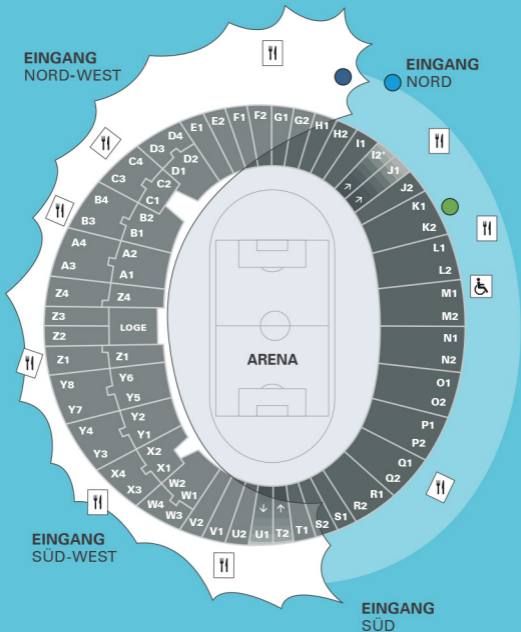 EINGANG
NORD-WEST
EINGANG
NORD
D3
D4
E1
E2
F1
F2
G1
G2
H1
H2
I1
I2*
J1
J2
K1
K2
L1
L2
M1
M2
N1
N2
O1
O2
P1
P2
Q1
Q2
R1
R2
S1
S2
T1
T2
U1
U2
V1
V2
W3
W4
W1
W2
X3
X4
X1
X2
Y3
Y4
Y1
Y2
Y7
Y8
Y5
Y6
Z1
Z1
Z2
Z3
LOGE
Z4
Z4
A3
A4
A1
A2
B3
B4
B1
B2
C3
C4
C1
C2
D1
D2
ARENA
EINGANG
SÜD-WEST
EINGANG
SÜD